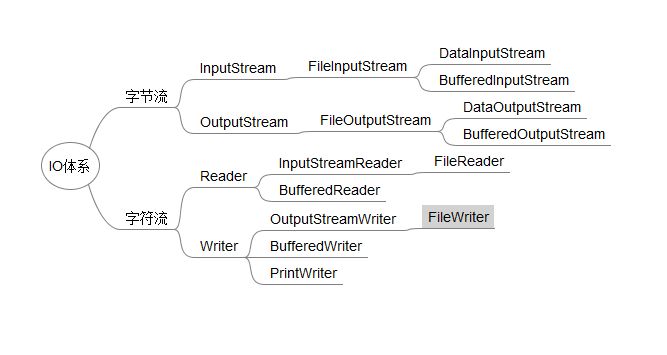 IO体系
字节流
InputStream
FileInputStream
DataInputStream
BufferedInputStream
OutputStream
FileOutputStream
DataOutputStream
BufferedOutputStream
字符流
Reader
InputStreamReader
FileReader
BufferedReader
Writer
OutputStreamWriter
FileWriter
BufferedWriter
PrintWriter